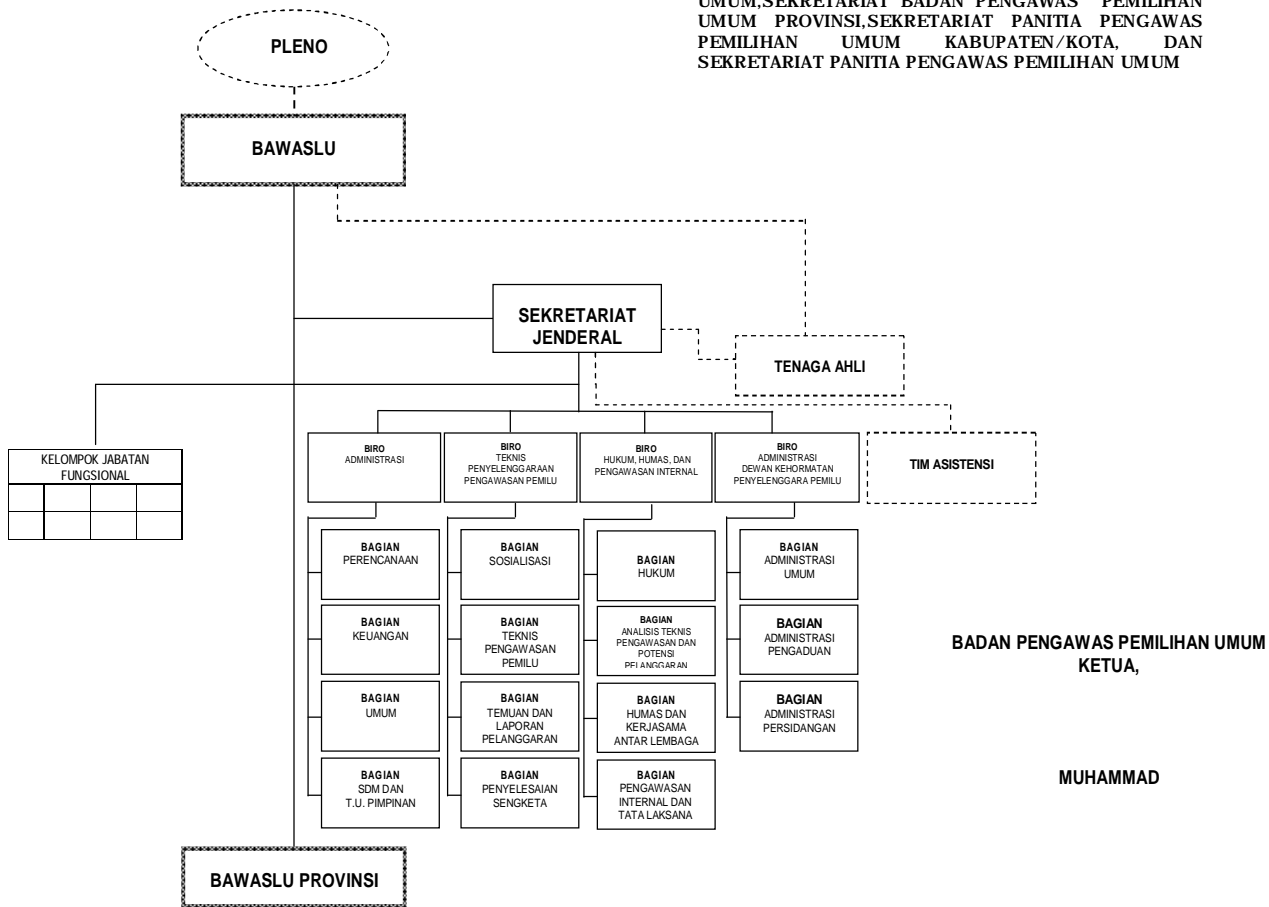 UMUM,SEKRETARIAT BADAN PENGAWAS PEMILIHAN
UMUM PROVINSI,SEKRETARIAT PANITIA PENGAWAS
PEMILIHAN UMUM KABUPATEN/KOTA, DAN
SEKRETARIAT PANITIA PENGAWAS PEMILIHAN UMUM
PLENO
BAWASLU
SEKRETARIAT
JENDERAL
TENAGA AHLI
KELOMPOK JABATAN
FUNGSIONAL
BIRO
ADMINISTRASI
BIRO
TEKNIS
PENYELENGGARAAN
PENGAWASAN PEMILU
BIRO
HUKUM, HUMAS, DAN
PENGAWASAN INTERNAL
BIRO
ADMINISTRASI
DEWAN KEHORMATAN
PENYELENGGARA PEMILU
TIM ASISTENSI
BAGIAN
PERENCANAAN
BAGIAN
KEUANGAN
BAGIAN
UMUM
BAGIAN
SDM DAN
T.U. PIMPINAN
BAGIAN
SOSIALISASI
BAGIAN
TEKNIS
PENGAWASAN
PEMILU
BAGIAN
TEMUAN DAN
LAPORAN
PELANGGARAN
BAGIAN
PENYELESAIAN
SENGKETA
BAGIAN
HUKUM
BAGIAN
ANALISIS TEKNIS
PENGAWASAN DAN
POTENSI
PELANGGARAN
BAGIAN
HUMAS DAN
KERJASAMA
ANTAR LEMBAGA
BAGIAN
PENGAWASAN
INTERNAL DAN
TATA LAKSANA
BAGIAN
ADMINISTRASI
UMUM
BAGIAN
ADMINISTRASI
PENGADUAN
BAGIAN
ADMINISTRASI
PERSIDANGAN
BADAN PENGAWAS PEMILIHAN UMUM
KETUA,
MUHAMMAD
BAWASLU PROVINSI